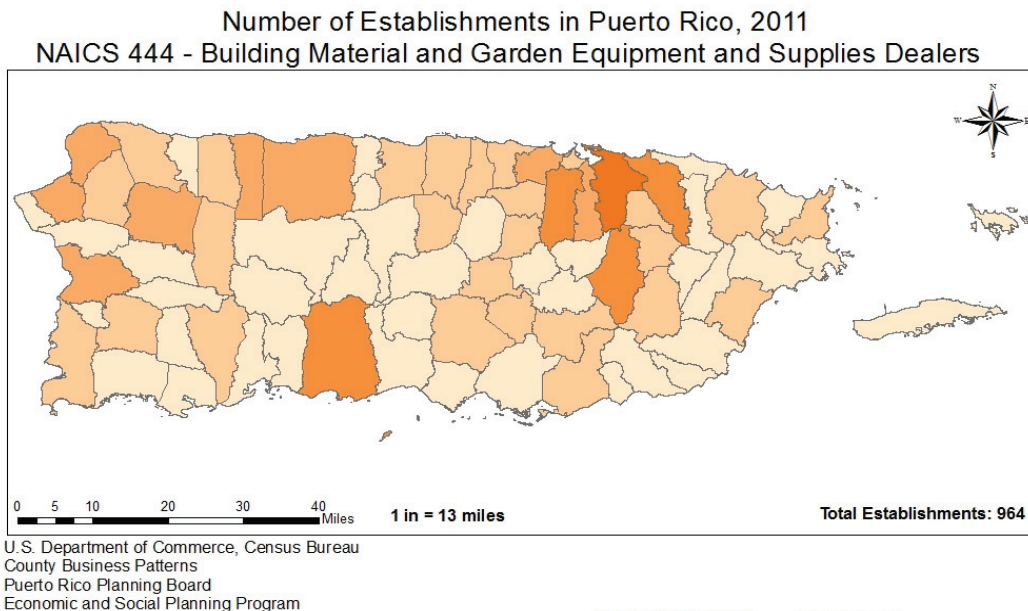 Number of Establishments in Puerto Rico, 2011
NAICS 444 - Building Material and Garden Equipment and Supplies Dealers
N
W E
S
0 5 10 20 30 40
Miles
1 in = 13 miles
Total Establishments: 964
U.S. Department of Commerce, Census Bureau
County Business Patterns
Puerto Rico Planning Board
Economic and Social Planning Program